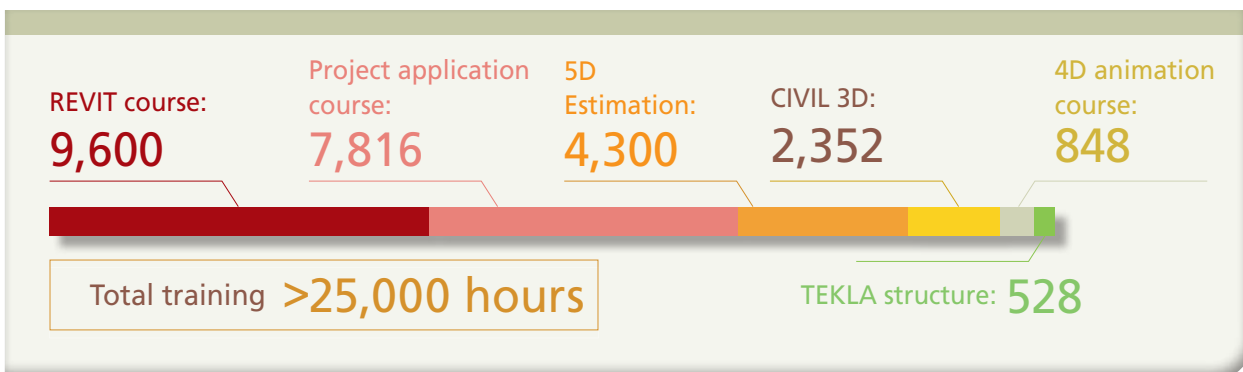 REVIT course:
9,600
Project application
course:
7,816
5D
Estimation:
4,300
CIVIL 3D:
2,352
4D animation
course:
848
Total training >25,000 hours
TEKLA structure: 528